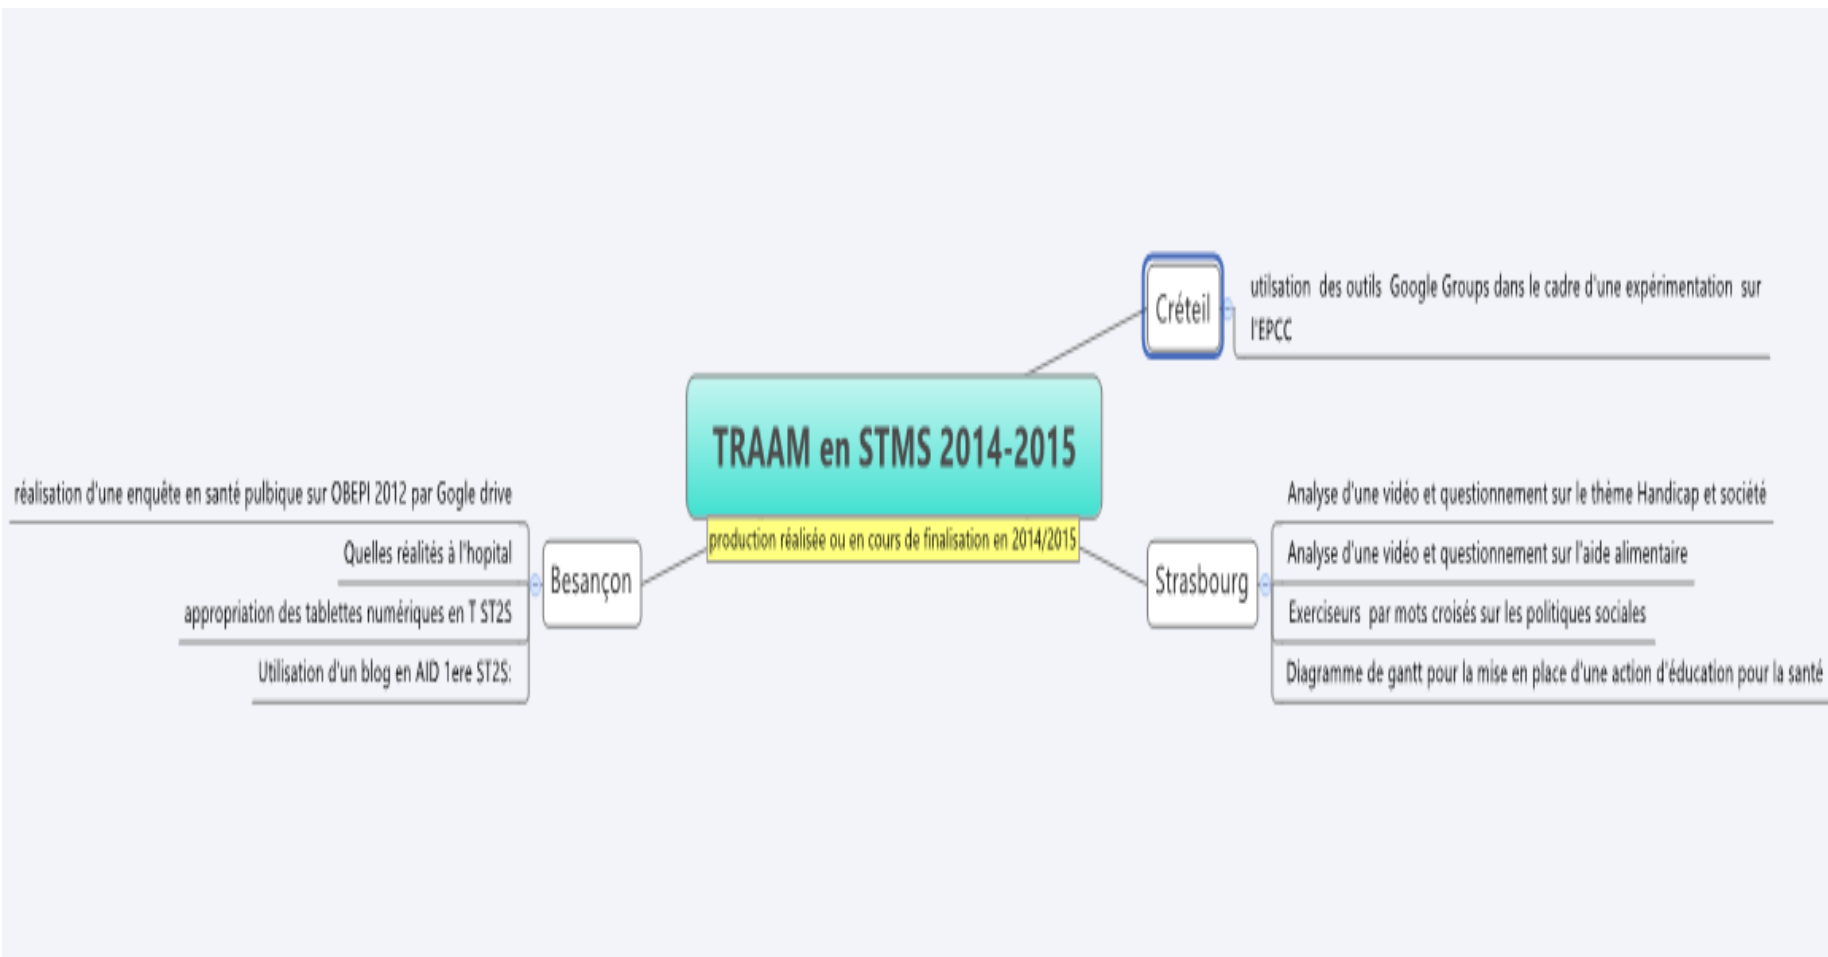 Créteil
utilsation des outils Google Groups dans le cadre d'une expérimentation sur
l'EPCC
TRAAM en STMS 2014-2015
production réalisée ou en cours de finalisation en 2014/2015
réalisation d'une enquête en santé pulbique sur OBEPI 2012 par Gogle drive
Quelles réalités à l'hopital
appropriation des tablettes numériques en T ST2S
Utilisation d'un blog en AID 1ere ST2S:
Besançon
Strasbourg
Analyse d'une vidéo et questionnement sur le thème Handicap et société
Analyse d'une vidéo et questionnement sur l'aide alimentaire
Exerciseurs par mots croisés sur les politiques sociales
Diagramme de gantt pour la mise en place d'une action d'éducation pour la santé